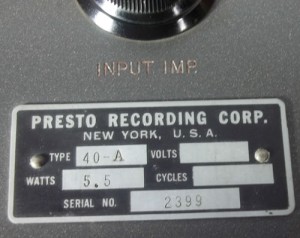 INPUT IMP.
PRESTO RECORDING CORP.
NEW YORK, U.S.A.
TYPE 40-A VOLTS
WATTS 5.5 CYCLES
SERIAL NO. 2399